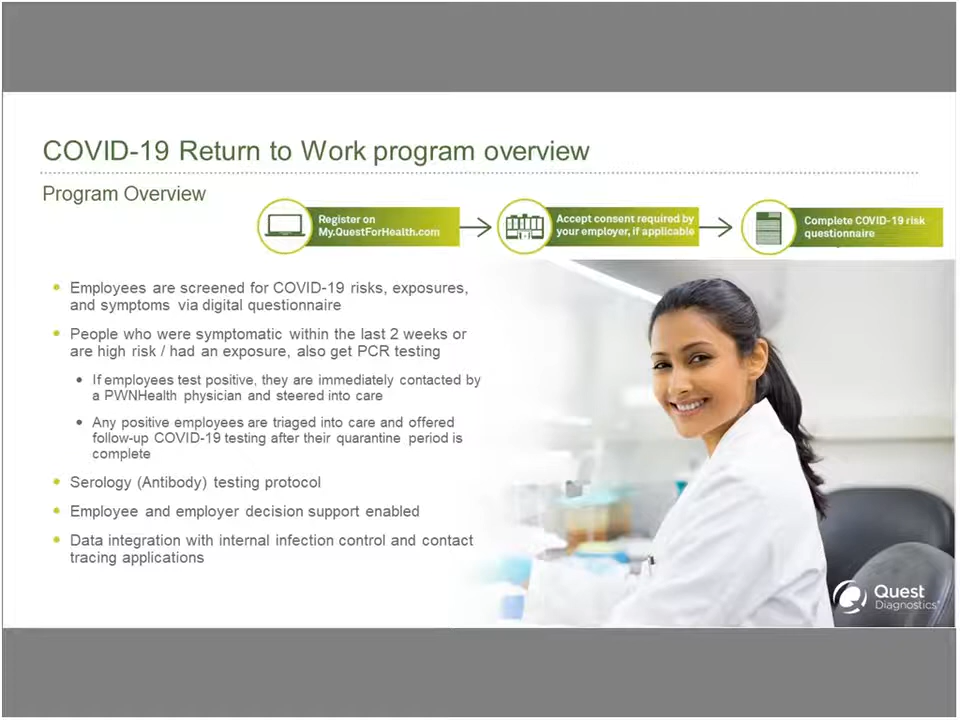 COVID-19 Return to Work program overview
Program Overview
Register on
My.QuestForHealth.com
Accept consent required by
your employer, if applicable
Complete COVID-19 risk
questionnaire
Employees are screened for COVID-19 risks, exposures,
and symptoms via digital questionnaire
People who were symptomatic within the last 2 weeks or
are high risk / had an exposure, also get PCR testing
If employees test positive, they are immediately contacted by
a PWNHealth physician and steered into care
Any positive employees are triaged into care and offered
follow-up COVID-19 testing after their quarantine period is
complete
Serology (Antibody) testing protocol
Employee and employer decision support enabled
Data integration with internal infection control and contact
tracing applications
Quest
Diagnostics®